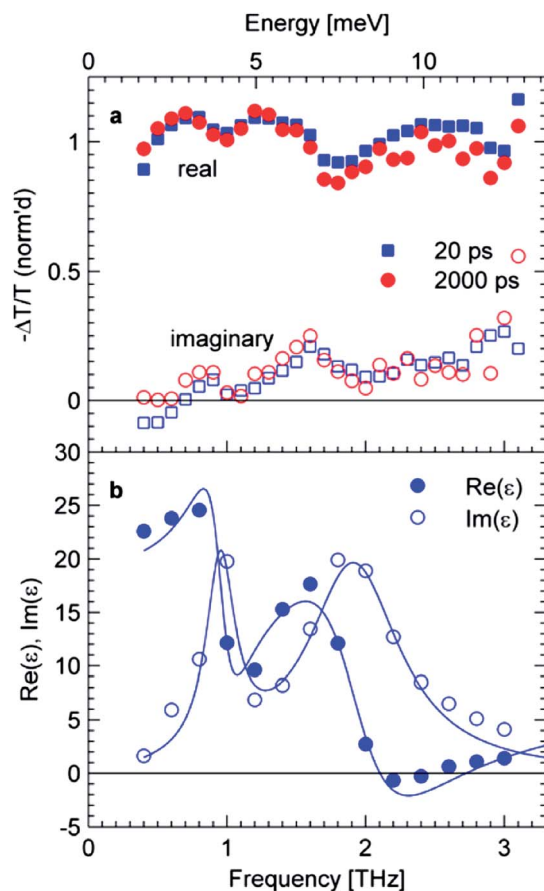 Energy [meV]
0 5 10
a
1
real
20 ps
2000 ps
0.5
imaginary
0
-ΔT/T (norm'd)
30
b
Re(ε)
Im(ε)
25
20
15
10
5
0
-5
Re(ε), Im(ε)
0 1 2 3
Frequency [THz]